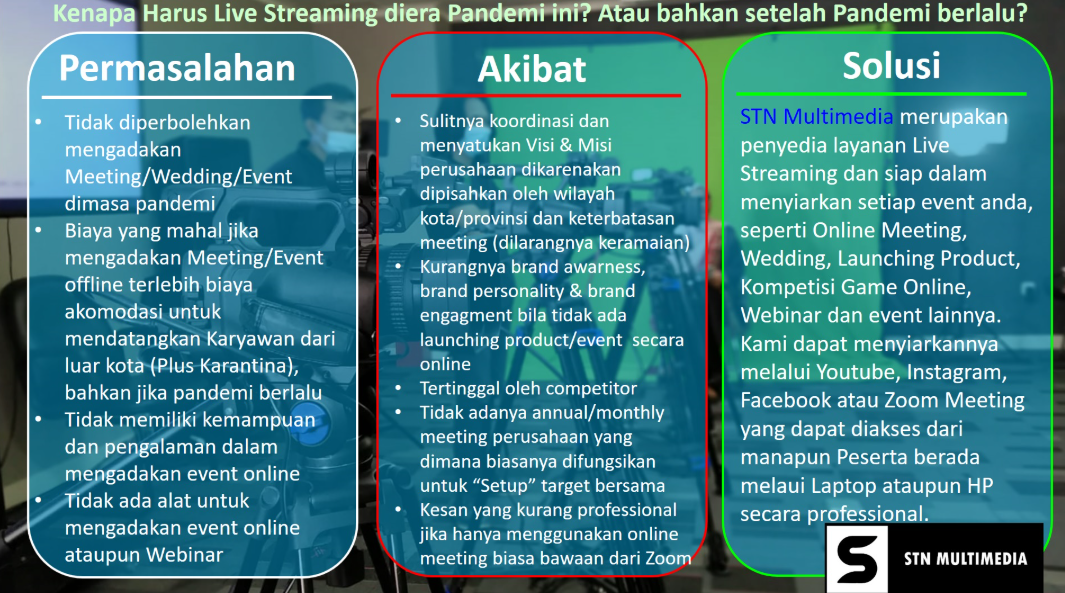 Kenapa Harus Live Streaming diera Pandemi ini? Atau bahkan setelah Pandemi berlalu?
Permasalahan
• Tidak diperbolehkan
mengadakan
Meeting/Wedding/Event
dimasa pandemi
• Biaya yang mahal jika
mengadakan Meeting/Event
offline terlebih biaya
akomodasi untuk
mendatangkan Karyawan dari
luar kota (Plus Karantina),
bahkan jika pandemi berlalu
• Tidak memiliki kemampuan
dan pengalaman dalam
mengadakan event online
• Tidak ada alat untuk
mengadakan event online
ataupun Webinar
Akibat
• Sulitnya koordinasi dan
menyatukan Visi & Misi
perusahaan dikarenakan
dipisahkan oleh wilayah
kota/provinsi dan keterbatasan
meeting (dilarangnya keramaian)
• Kurangnya brand awarness,
brand personality & brand
engagment bila tidak ada
launching product/event secara
online
• Tertinggal oleh competitor
• Tidak adanya annual/monthly
meeting perusahaan yang
dimana biasanya difungsikan
untuk “Setup” target bersama
• Kesan yang kurang professional
jika hanya menggunakan online
meeting biasa bawaan dari Zoom
Solusi
STN Multimedia merupakan
penyedia layanan Live
Streaming dan siap dalam
menyiarkan setiap event anda,
seperti Online Meeting,
Wedding, Launching Product,
Kompetisi Game Online,
Webinar dan event lainnya.
Kami dapat menyiarkannya
melalui Youtube, Instagram,
Facebook atau Zoom Meeting
yang dapat diakses dari
manapun Peserta berada
melaui Laptop ataupun HP
secara professional.
S STN MULTIMEDIA